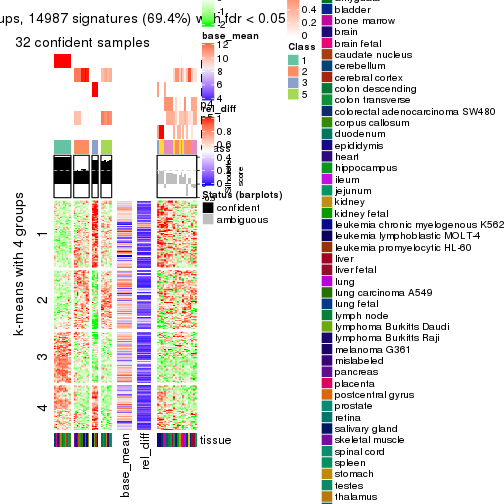 ups, 14987 signatures (69.4%) with fdr < 0.05
32 confident samples
k-means with 4 groups
1
2
3
4
base_mean
rel_diff
tissue
0.4
0.2
0
base_mean
12
10
8
6
4
Class
1
2
3
5
rel_diff
1
0.8
0.6
0.4
0.2
0
Class
Silhouette
score
Status (barplots)
confident
ambiguous
bladder
bone marrow
brain
brain fetal
caudate nucleus
cerebellum
cerebral cortex
colon descending
colon transverse
colorectal adenocarcinoma SW480
corpus callosum
duodenum
epididymis
heart
hippocampus
ileum
jejunum
kidney
kidney fetal
leukemia chronic myelogenous K562
leukemia lymphoblastic MOLT-4
leukemia promyelocytic HL-60
liver
liver fetal
lung
lung carcinoma A549
lung fetal
lymph node
lymphoma Burkitts Daudi
lymphoma Burkitts Raji
melanoma G361
mislabeled
pancreas
placenta
postcentral gyrus
prostate
retina
salivary gland
skeletal muscle
spinal cord
spleen
stomach
testes
thalamus